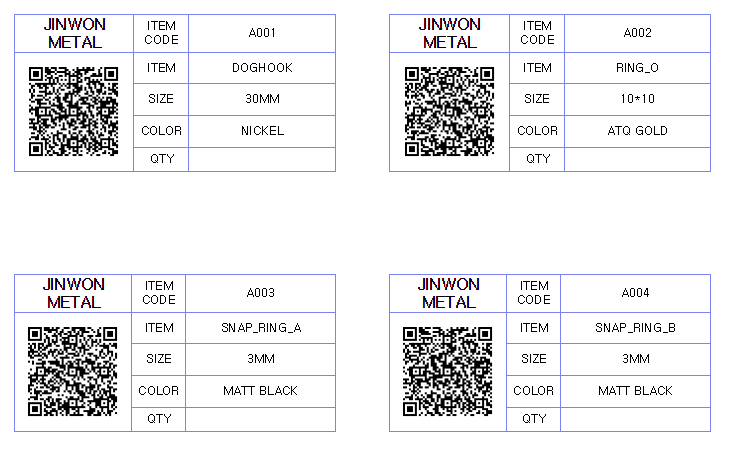 JINWON
METAL
ITEM
CODE
A001
ITEM
DOGHOOK
SIZE
30MM
COLOR
NICKEL
QTY
JINWON
METAL
ITEM
CODE
A002
ITEM
RING_O
SIZE
10*10
COLOR
ATQ GOLD
QTY
JINWON
METAL
ITEM
CODE
A003
ITEM
SNAP_RING_A
SIZE
3MM
COLOR
MATT BLACK
QTY
JINWON
METAL
ITEM
CODE
A004
ITEM
SNAP_RING_B
SIZE
3MM
COLOR
MATT BLACK
QTY